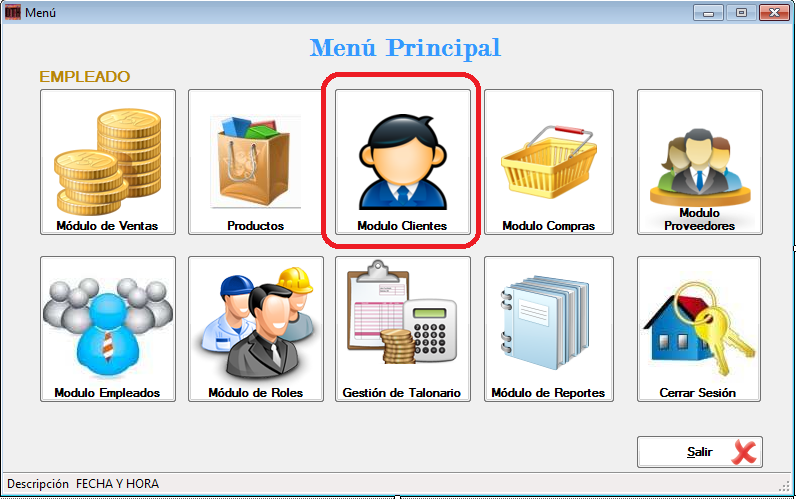 Menú
Menú Principal
EMPLEADO
Módulo de Ventas
Productos
Modulo Clientes
Modulo Compras
Modulo
Proveedores
Modulo Empleados
Módulo de Roles
Gestión de Talonario
Módulo de Reportes
Cerrar Sesión
Salir
Descripción FECHA Y HORA